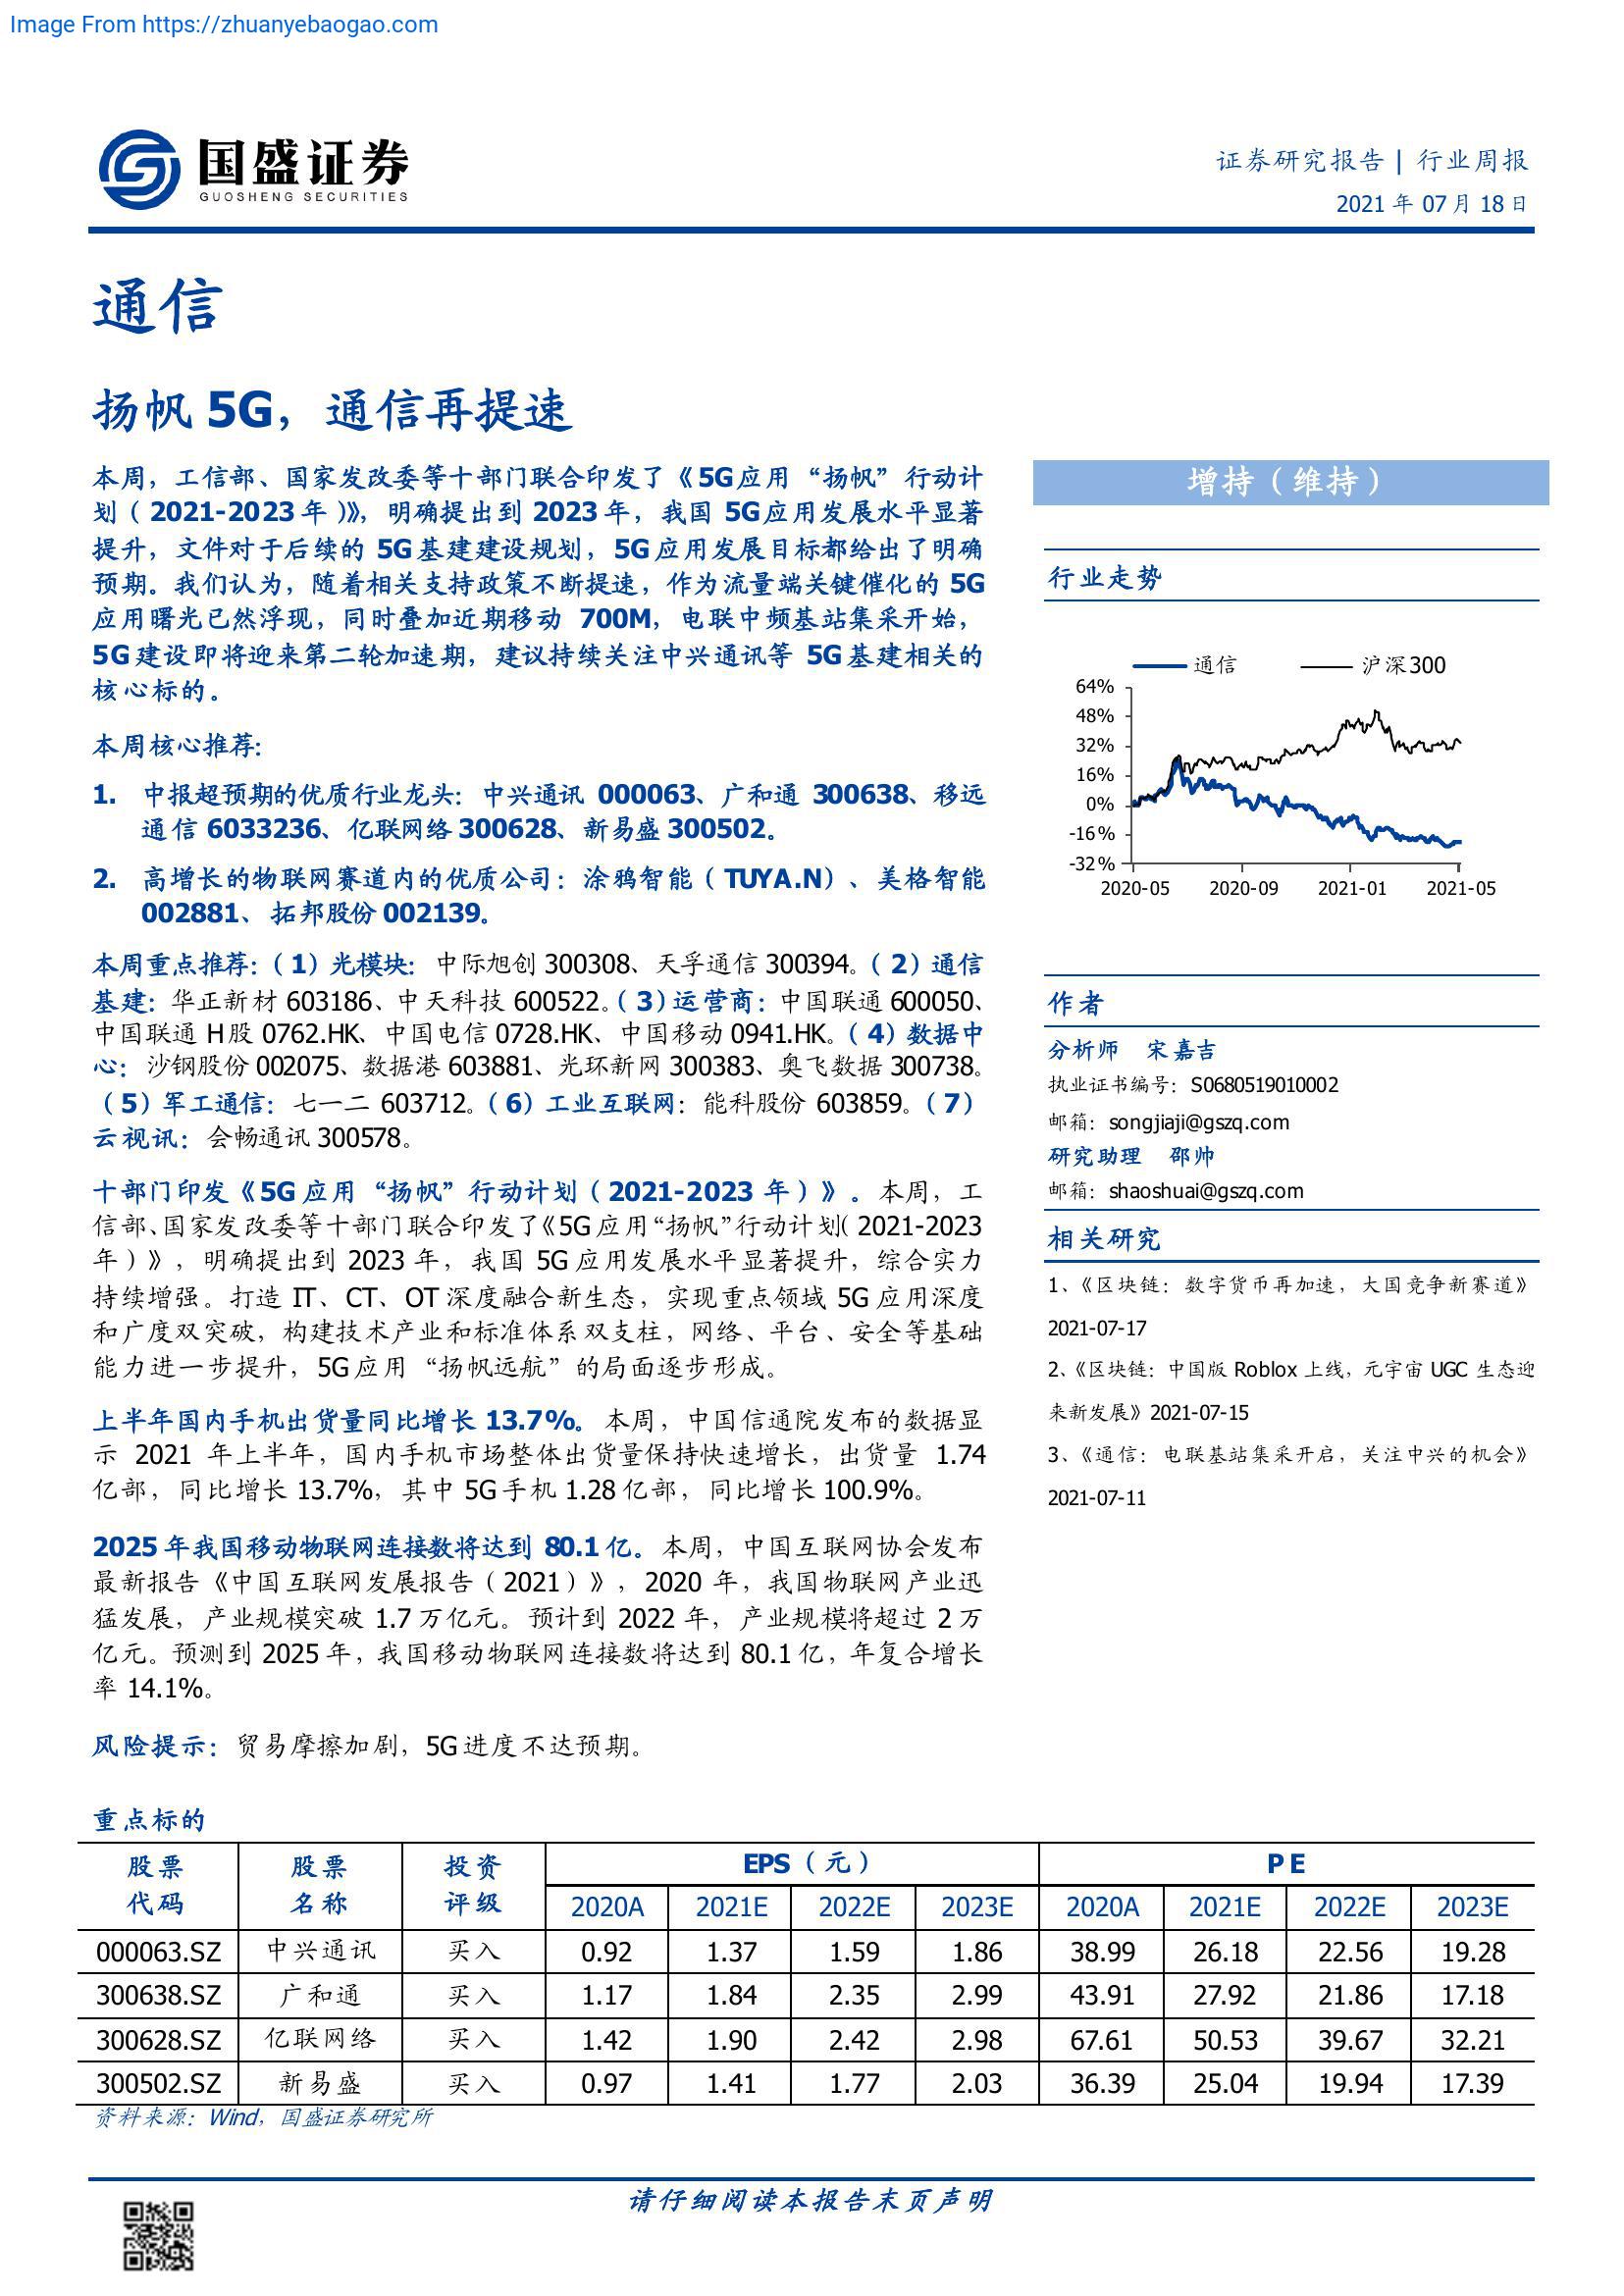 Image From https://zhuanyebaogao.com
国盛证券
GUOSHENG SECURITIES
证券研究报告 | 行业周报
2021 年 07 月 18 日
通信
扬帆 5G，通信再提速
本周，工信部、国家发改委等十部门联合印发了《5G应用“扬帆”行动计
划（2021-2023 年）》，明确提出到 2023 年，我国 5G应用发展水平显著
提升，文件对于后续的 5G基建建设规划，5G应用发展目标都给出了明确
预期。我们认为，随着相关支持政策不断提速，作为流量端关键催化的 5G
应用曙光已然浮现，同时叠加近期移动 700M，电联中频基站集采开始，
5G建设即将迎来第二轮加速期，建议持续关注中兴通讯等 5G基建相关的
核心标的。
本周核心推荐:
1. 中报超预期的优质行业龙头：中兴通讯 000063、广和通 300638、移远
通信 6033236、亿联网络 300628、新易盛 300502。
2. 高增长的物联网赛道内的优质公司：涂鸦智能（TUYA.N）、美格智能
002881、拓邦股份 002139。
本周重点推荐:（1）光模块：中际旭创 300308、天孚通信 300394。（2）通信
基建：华正新材 603186、中天科技 600522。（3）运营商：中国联通 600050、
中国联通 H股 0762.HK、中国电信 0728.HK、中国移动 0941.HK。（4）数据中
心：沙钢股份 002075、数据港 603881、光环新网 300383、奥飞数据 300738。
（5）军工通信：七一二 603712。（6）工业互联网：能科股份 603859。（7）
云视讯：会畅通讯 300578。
十部门印发《5G 应用“扬帆”行动计划（2021-2023 年）》。本周，工
信部、国家发改委等十部门联合印发了《5G 应用“扬帆”行动计划（2021-2023
年）》，明确提出到 2023 年，我国 5G 应用发展水平显著提升，综合实力
持续增强。打造 IT、CT、OT 深度融合新生态，实现重点领域 5G 应用深度
和广度双突破，构建技术产业和标准体系双支柱，网络、平台、安全等基础
能力进一步提升，5G应用“扬帆远航”的局面逐步形成。
上半年国内手机出货量同比增长 13.7%。本周，中国信通院发布的数据显
示 2021 年上半年，国内手机市场整体出货量保持快速增长，出货量 1.74
亿部，同比增长 13.7%，其中 5G手机 1.28 亿部，同比增长 100.9%。
2025 年我国移动物联网连接数将达到 80.1 亿。本周，中国互联网协会发布
最新报告《中国互联网发展报告（2021）》，2020 年，我国物联网产业迅
猛发展，产业规模突破 1.7 万亿元。预计到 2022 年，产业规模将超过 2 万
亿元。预测到 2025 年，我国移动物联网连接数将达到 80.1 亿，年复合增长
率 14.1%。
风险提示：贸易摩擦加剧，5G进度不达预期。
增持（维持）
行业走势
通信 沪深300
64%
48%
32%
16%
0%
-16%
-32%
2020-05 2020-09 2021-01 2021-05
作者
分析师 宋嘉吉
执业证书编号：S0680519010002
邮箱：songjiaji@gszq.com
研究助理 邵帅
邮箱：shaoshuai@gszq.com
相关研究
1、《区块链：数字货币再加速，大国竞争新赛道》
2021-07-17
2、《区块链：中国版 Roblox 上线，元宇宙 UGC 生态迎
来新发展》2021-07-15
3、《通信：电联基站集采开启，关注中兴的机会》
2021-07-11
重点标的
股票 股票 投资 EPS（元） P E
代码 名称 评级 2020A 2021E 2022E 2023E 2020A 2021E 2022E 2023E
000063.SZ 中兴通讯 买入 0.92 1.37 1.59 1.86 38.99 26.18 22.56 19.28
300638.SZ 广和通 买入 1.17 1.84 2.35 2.99 43.91 27.92 21.86 17.18
300628.SZ 亿联网络 买入 1.42 1.90 2.42 2.98 67.61 50.53 39.67 32.21
300502.SZ 新易盛 买入 0.97 1.41 1.77 2.03 36.39 25.04 19.94 17.39
资料来源：Wind，国盛证券研究所
请仔细阅读本报告末页声明